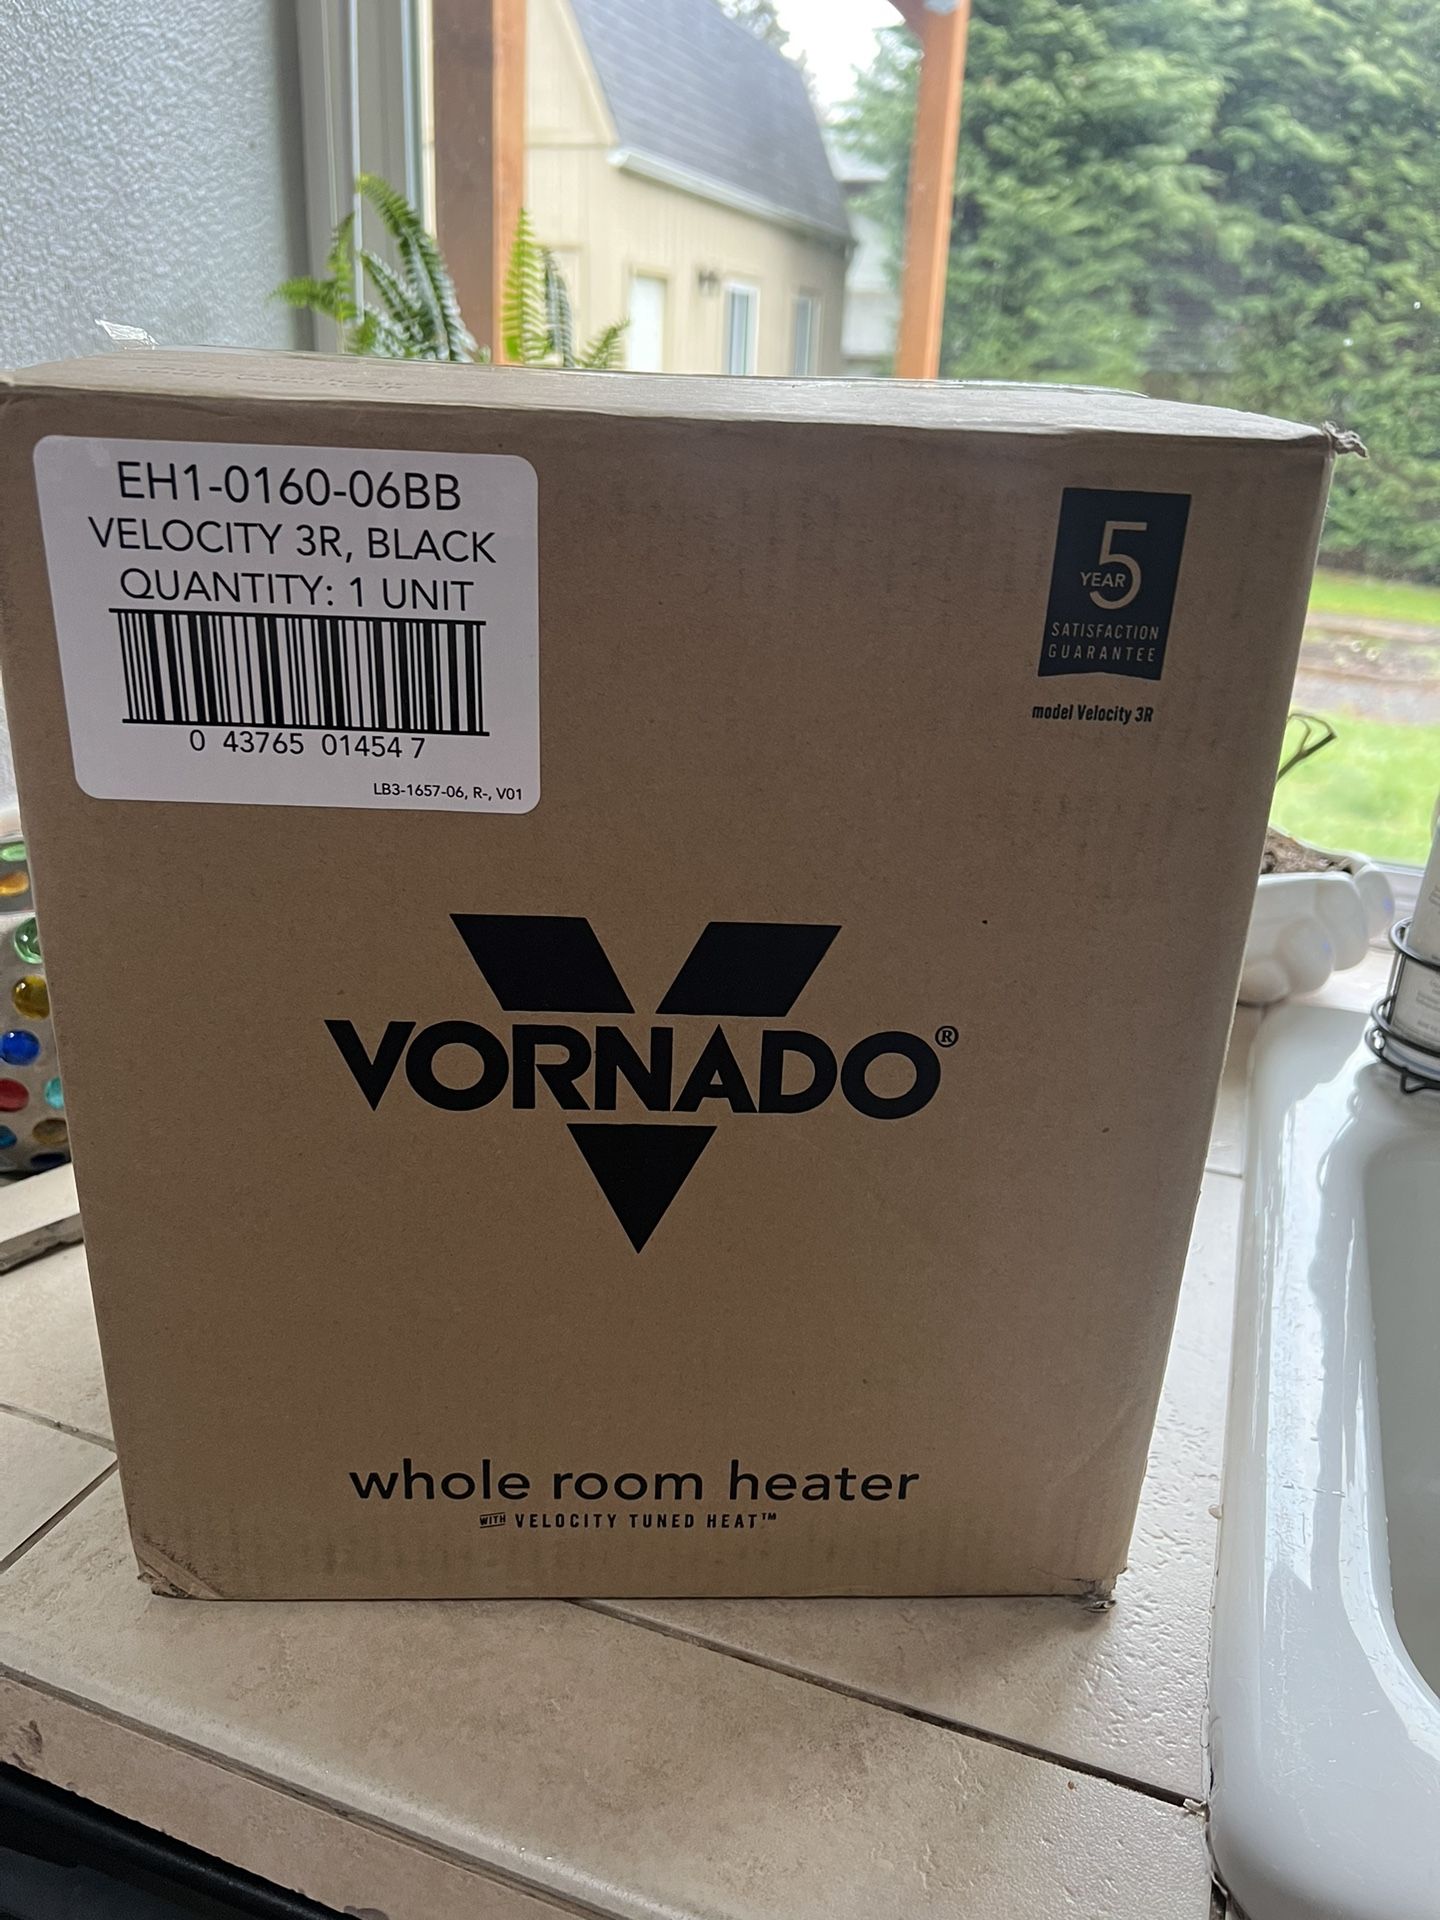 EH1-0160-06BB
VELOCITY 3R, BLACK
QUANTITY: 1 UNIT
0 43765 01454 7
LB3-1657-06, R-, V01
5
YEAR
SATISFACTION
GUARANTEE
model Velocity 3R
VORNADO®
whole room heater
WITH VELOCITY TUNED HEAT™